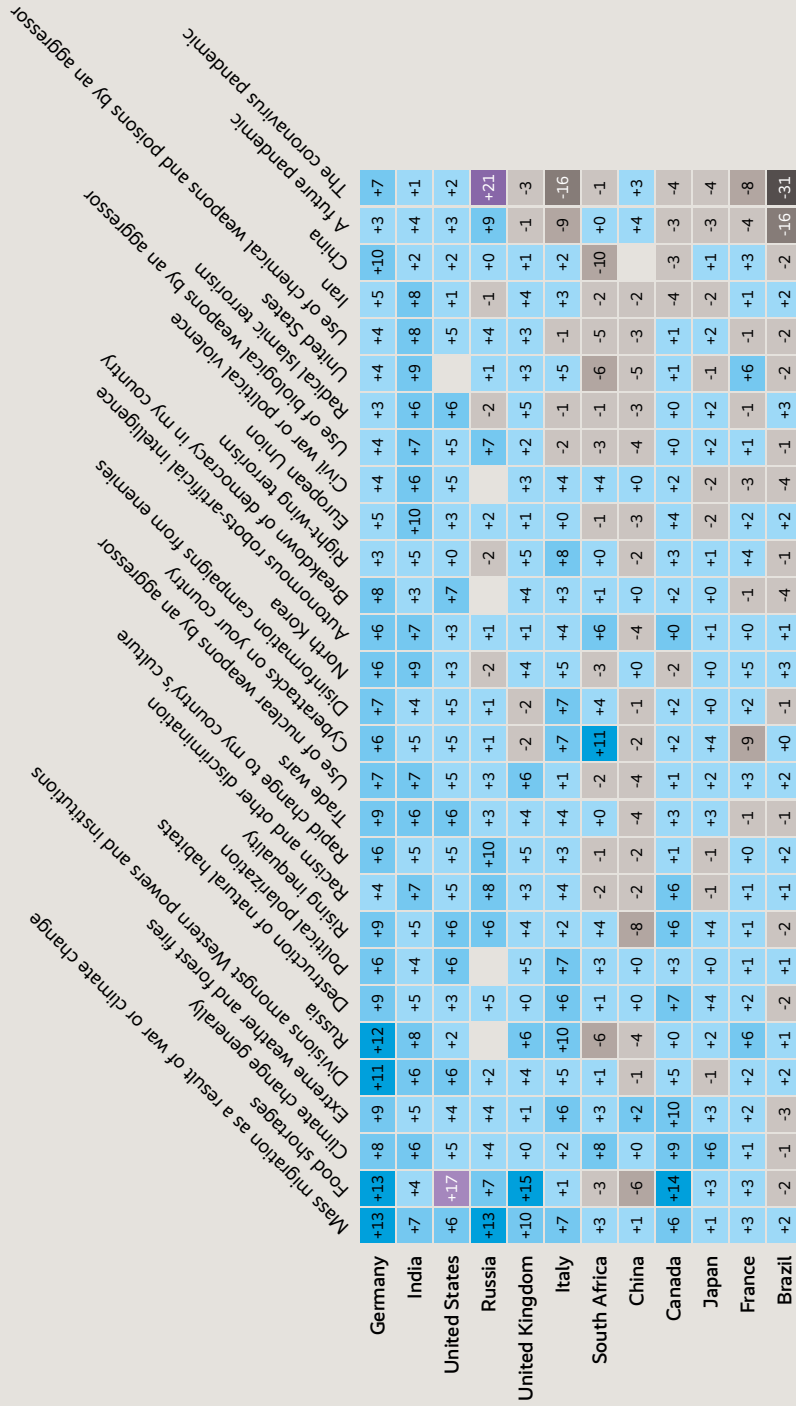 Mass migration as a result of war or climate change
Food shortages
Climate change generally
Extreme weather and forest fires
Divisions amongst Western powers and institutions
Russia
Destruction of natural habitats
Political polarization
Rising inequality
Racism and other discrimination
Rapid change to my country's culture
Trade wars
Use of nuclear weapons by an aggressor
Cyberattacks on your country
Disinformation campaigns from enemies
North Korea
Autonomous robots-artificial intelligence
Breakdown of democracy in my country
Right-wing terrorism
European Union
Civil war or political violence
Use of biological weapons by an aggressor
Radical Islamic terrorism
United States
Use of chemical weapons and poisons by an aggressor
Iran
China
A future pandemic
The coronavirus pandemic
Germany +13 +13 +8 +9 +11 +12 +9 +6 +9 +4 +6 +9 +7 +6 +7 +6 +6 +8 +3 +5 +4 +4 +3 +4 +4 +5 +10 +3 +7
India +7 +4 +6 +5 +6 +8 +5 +4 +5 +7 +5 +6 +7 +5 +4 +9 +7 +3 +5 +10 +6 +7 +6 +9 +8 +8 +2 +4 +1
United States +6 +17 +5 +4 +6 +2 +3 +6 +6 +5 +5 +6 +5 +5 +5 +3 +3 +7 +0 +3 +5 +5 +6 +5 +1 +2 +3 +2
Russia +13 +7 +4 +4 +2 +5 +6 +8 +10 +3 +3 +1 +1 -2 +1 -2 +2 +7 -2 +1 +4 -1 +0 +9 +21
United Kingdom +10 +15 +0 +1 +4 +6 +0 +5 +4 +3 +5 +4 +6 -2 -2 +4 +1 +4 +5 +1 +3 +2 +5 +3 +3 +4 +1 -1 -3
Italy +7 +1 +2 +6 +5 +10 +6 +7 +2 +4 +3 +4 +1 +7 +7 +5 +4 +3 +8 +0 +4 -2 -1 +5 -1 +3 +2 -9 -16
South Africa +3 -3 +8 +3 +1 -6 +1 +3 +4 -2 -1 +0 -2 +11 +4 -3 +6 +1 +0 -1 +4 -3 -1 -6 -5 -2 -10 +0 -1
China +1 -6 +0 +2 -1 -4 +0 +0 -8 -2 -2 -4 -4 -2 -1 +0 -4 +0 -2 -3 +0 -4 -3 -5 -3 -2 +4 +3
Canada +6 +14 +9 +10 +5 +0 +7 +3 +6 +6 +1 +3 +1 +2 +2 -2 +0 +2 +3 +4 +2 +0 +0 +1 +1 -4 -3 -3 -4
Japan +1 +3 +6 +3 -1 +2 +4 +0 +4 -1 -1 +3 +2 +4 +0 +0 +1 +0 +1 -2 -2 +2 +2 -1 +2 -2 +1 -3 -4
France +3 +3 +1 +2 +2 +6 +2 +1 +1 +1 +0 -1 +3 -9 +2 +5 +0 -1 +4 +2 -3 +1 -1 +6 -1 +1 +3 -4 -8
Brazil +2 -2 -1 -3 +2 +1 -2 +1 -2 +1 +2 -1 +2 +0 -1 +3 +1 -4 -1 +2 -4 -1 +3 -2 -2 +2 -2 -16 -31